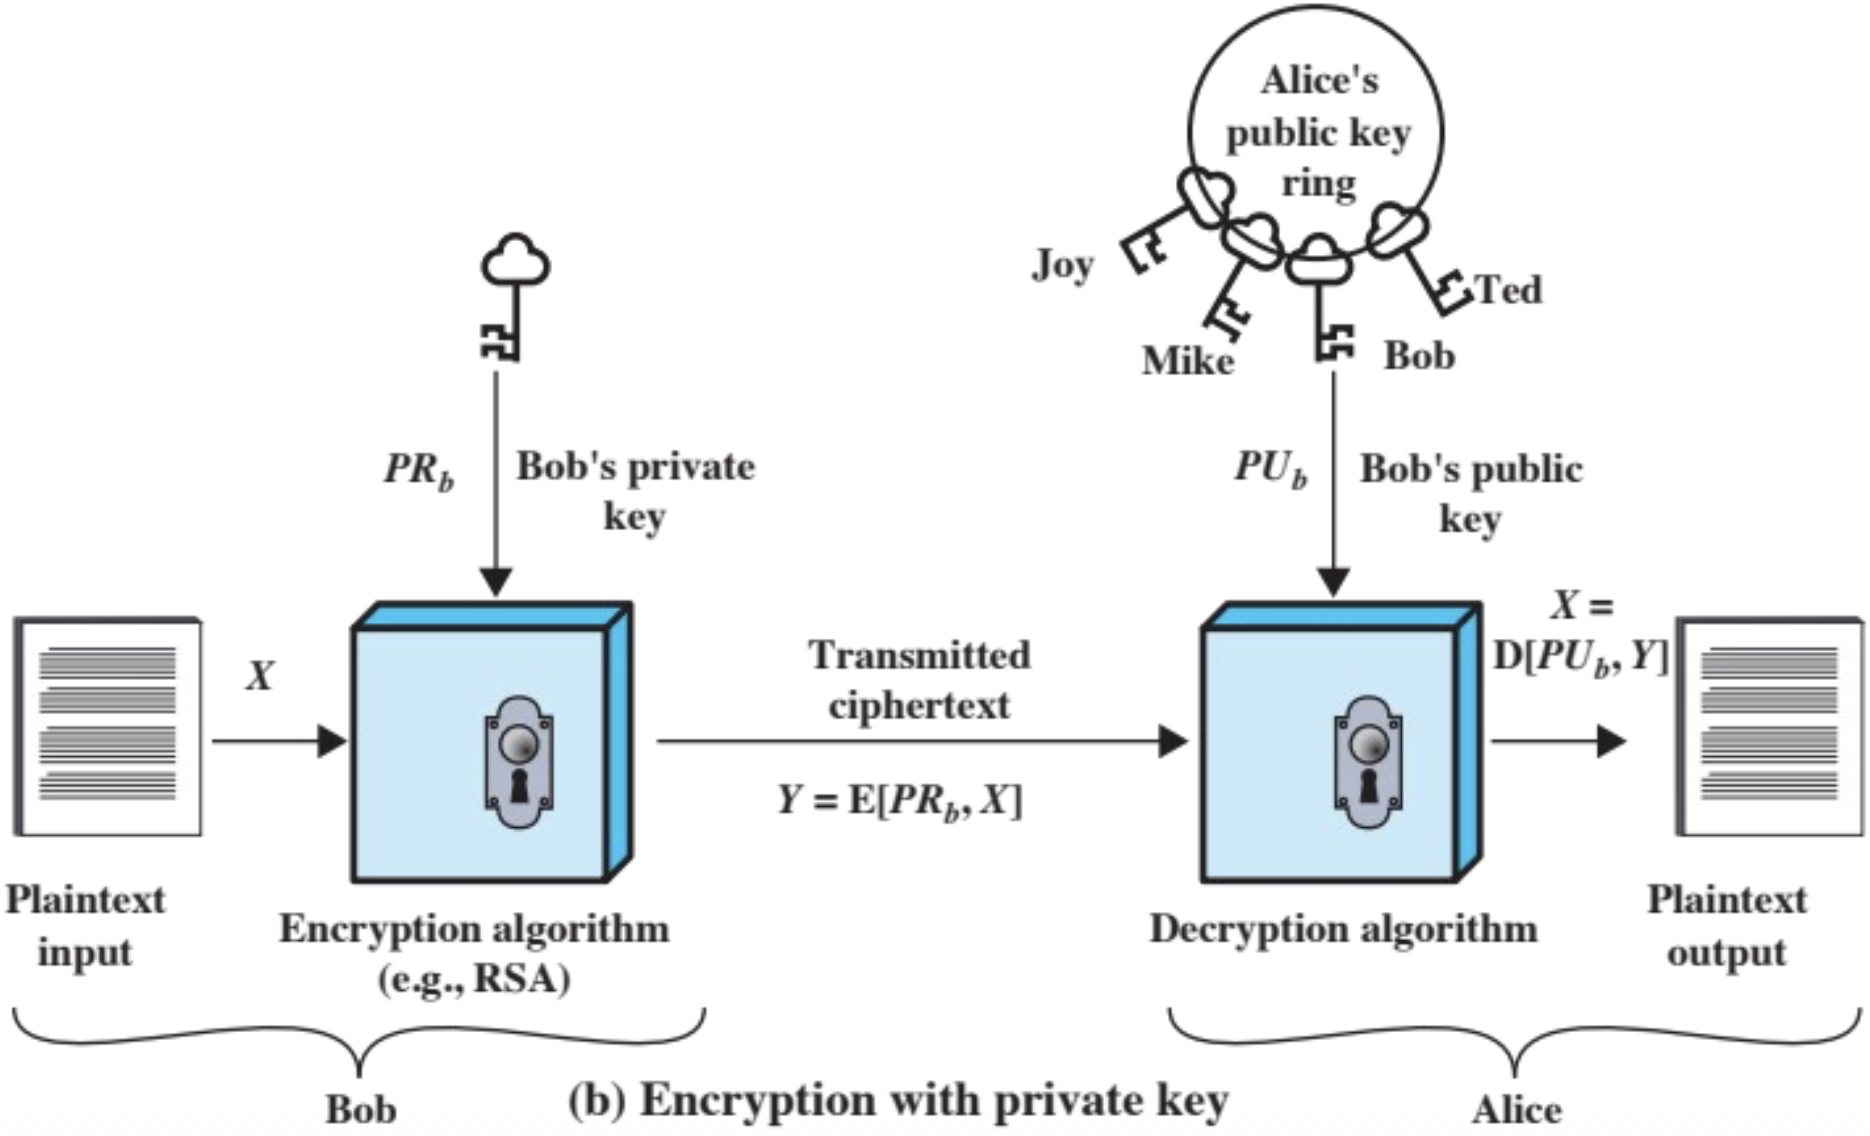 Alice's
public key
ring
Joy
Mike
Bob
Ted
PR_b
Bob's private
key
PU_b
Bob's public
key
X
Transmitted
ciphertext
Y = E[PR_b, X]
X =
D[PU_b, Y]
Plaintext
input
Encryption algorithm
(e.g., RSA)
Decryption algorithm
Plaintext
output
Bob
(b) Encryption with private key
Alice